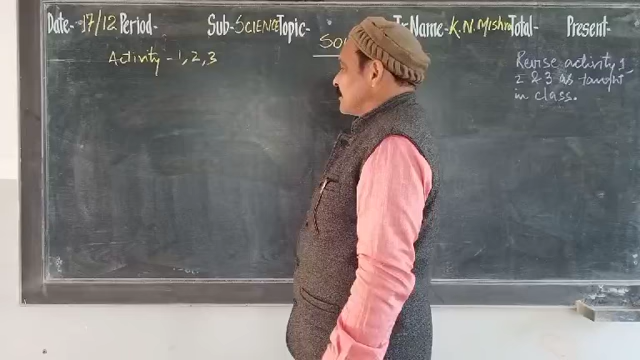 Date- 17/12 Period- Sub- SCIENCE Topic- Tr. Name- K.N. Mishra Total- Present-
Activity - 1, 2, 3
Revise activity 1,
2 & 3 as taught
in class.